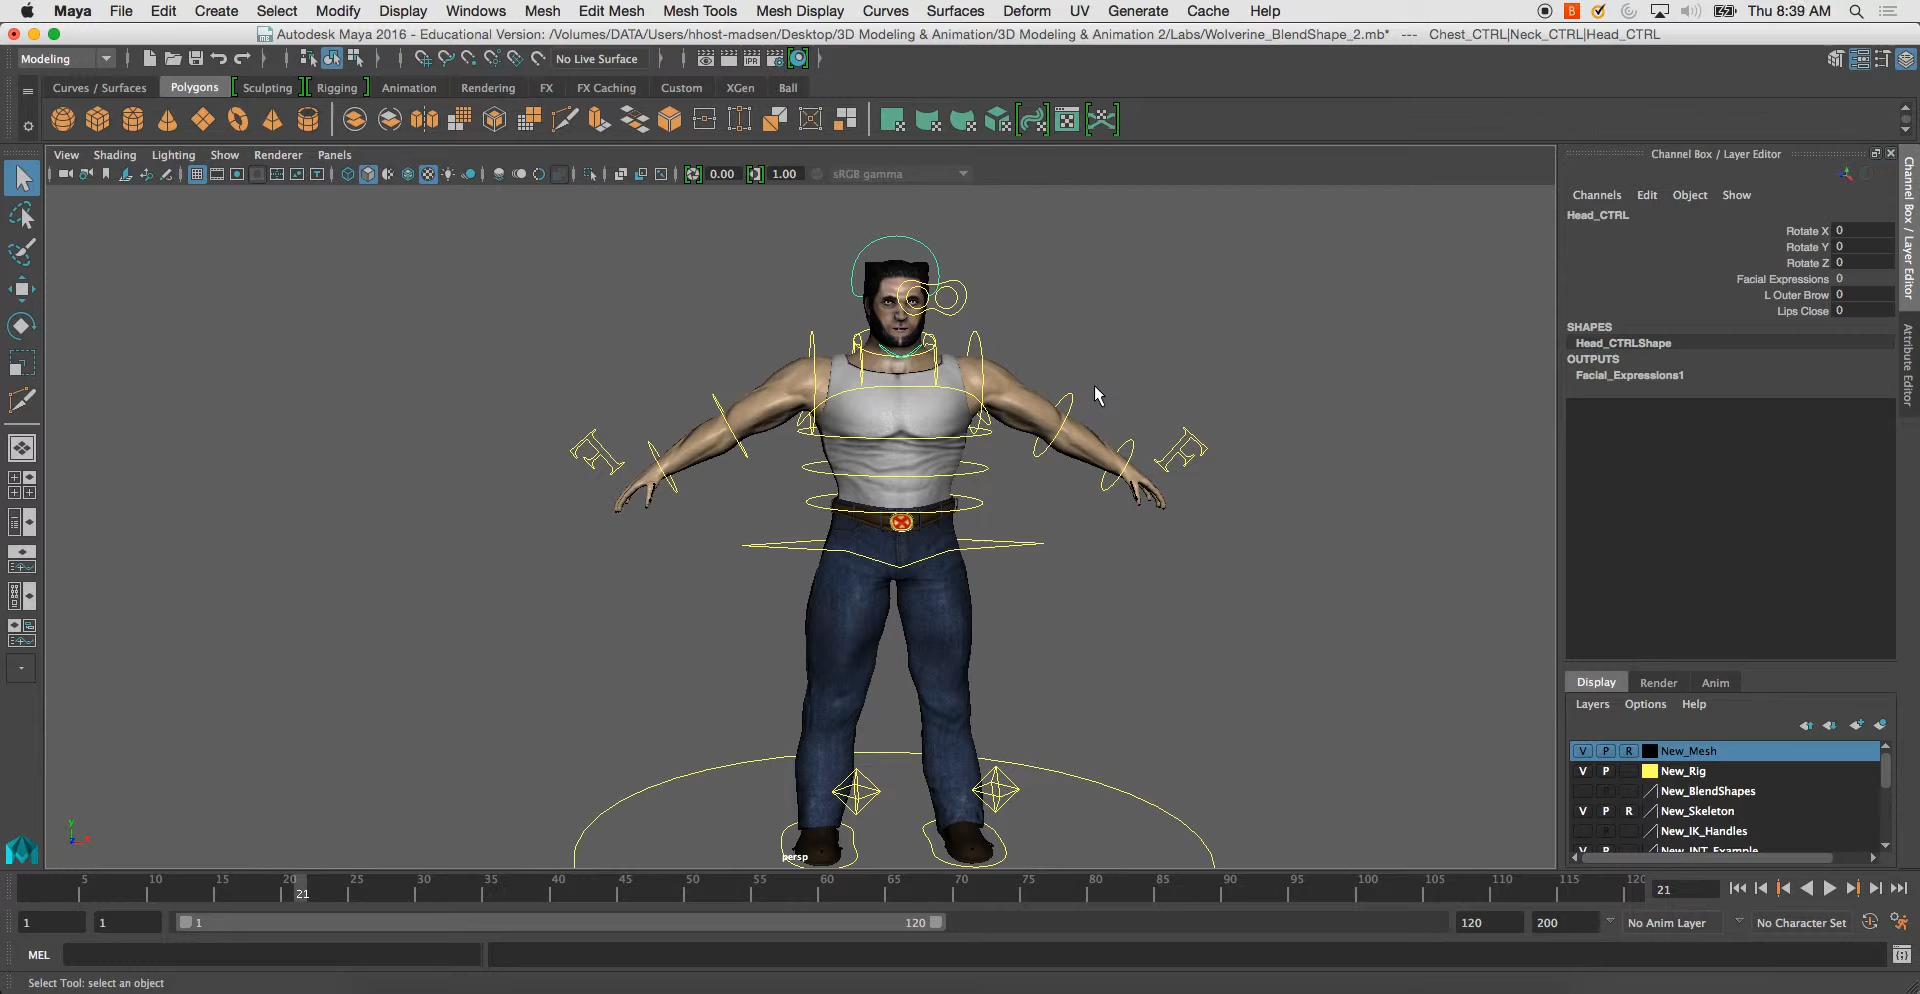 Maya File Edit Create Select Modify Display Windows Mesh Edit Mesh Mesh Tools Mesh Display Curves Surfaces Deform UV Generate Cache Help Thu 8:39 AM
Autodesk Maya 2016 - Educational Version: /Volumes/DATA/Users/hhost-madsen/Desktop/3D Modeling & Animation/3D Modeling & Animation 2/Labs/Wolverine_BlendShape_2.mb* --- Chest_CTRL|Neck_CTRL|Head_CTRL
Modeling No Live Surface
Curves / Surfaces Polygons Sculpting Rigging Animation Rendering FX FX Caching Custom XGen Ball
View Shading Lighting Show Renderer Panels
0.00 1.00 sRGB gamma
Channel Box / Layer Editor
Channels Edit Object Show
Head_CTRL
Rotate X 0
Rotate Y 0
Rotate Z 0
Facial Expressions 0
L Outer Brow 0
Lips Close 0
SHAPES
Head_CTRLShape
OUTPUTS
Facial_Expressions1
Channel Box / Layer Editor
Attribute Editor
Display Render Anim
Layers Options Help
V P R New_Mesh
V P New_Rig
R New_BlendShapes
V P R New_Skeleton
R New_IK_Handles
V P New_INT_Example
H
H
y
z x
persp
5 10 15 20 25 30 35 40 45 50 55 60 65 70 75 80 85 90 95 100 105 110 115 120
21
21
1 1 1 120 120 200 No Anim Layer No Character Set
MEL
Select Tool: select an object